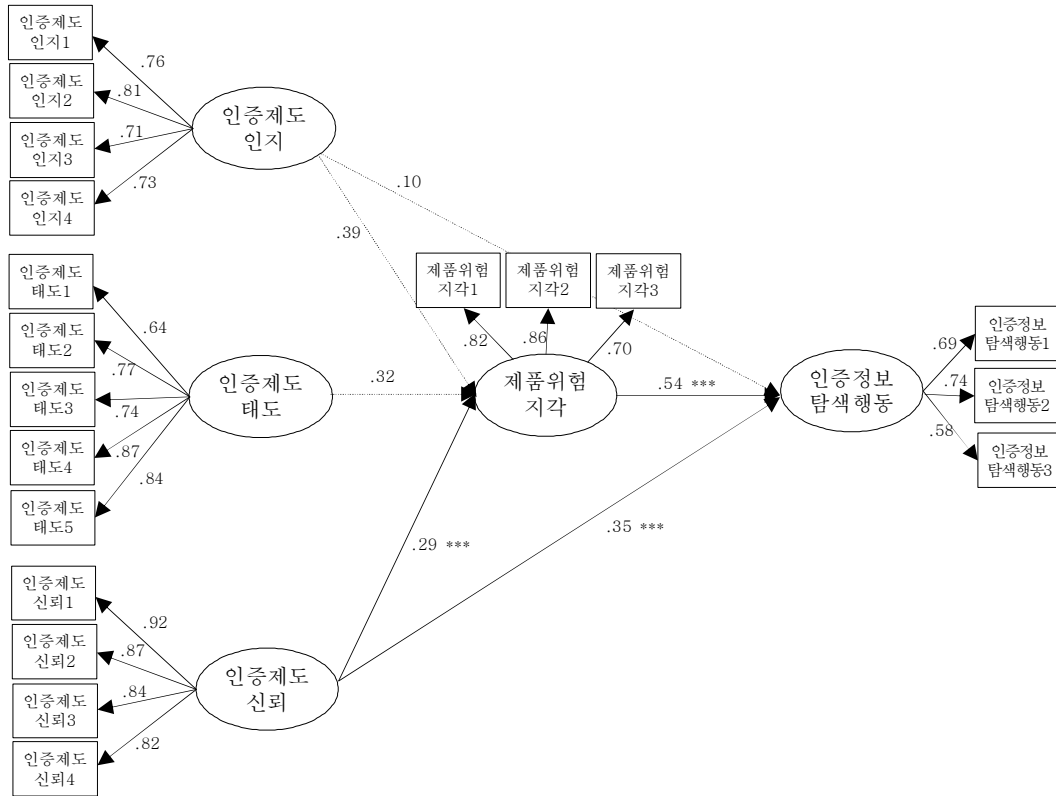 인증제도
인지1
.76
인증제도
인지2
.81
인증제도
인지3
.71
인증제도
인지4
.73
인증제도
인지
.10
.39
인증제도
태도1
.64
인증제도
태도2
.77
인증제도
태도3
.74
인증제도
태도4
.87
인증제도
태도5
.84
인증제도
태도
.32
제품위험
지각1
제품위험
지각2
제품위험
지각3
.82
.86
.70
제품위험
지각
.54 ***
인증정보
탐색행동
.69
인증정보
탐색행동1
.74
인증정보
탐색행동2
.58
인증정보
탐색행동3
.29 ***
.35 ***
인증제도
신뢰1
.92
인증제도
신뢰2
.87
인증제도
신뢰3
.84
인증제도
신뢰4
.82
인증제도
신뢰